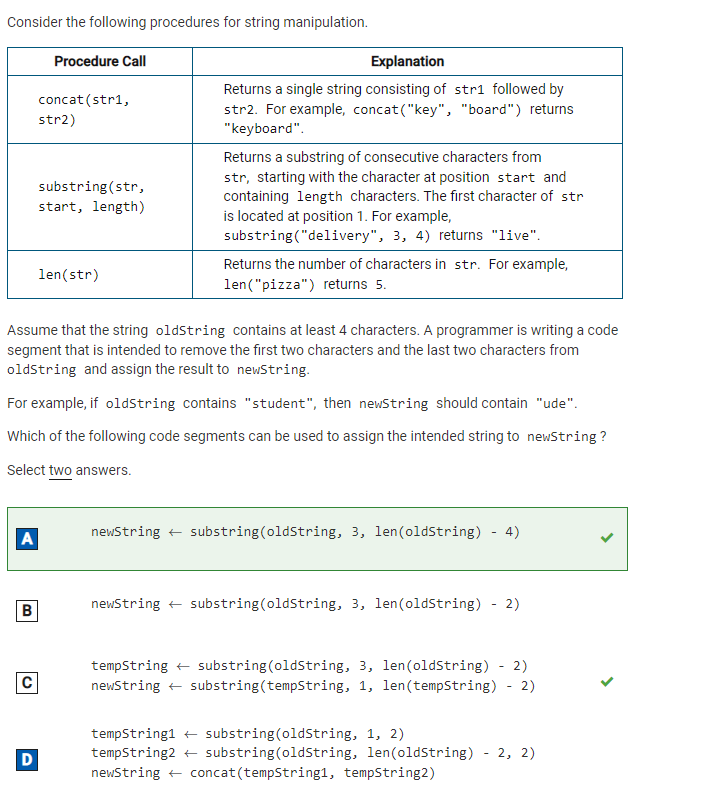 Consider the following procedures for string manipulation.
Procedure Call
Explanation
concat(str1,
str2)
Returns a single string consisting of str1 followed by
str2. For example, concat("key", "board") returns
"keyboard".
substring(str,
start, length)
Returns a substring of consecutive characters from
str, starting with the character at position start and
containing length characters. The first character of str
is located at position 1. For example,
substring("delivery", 3, 4) returns "live".
len(str)
Returns the number of characters in str. For example,
len("pizza") returns 5.
Assume that the string oldString contains at least 4 characters. A programmer is writing a code
segment that is intended to remove the first two characters and the last two characters from
oldString and assign the result to newString.
For example, if oldString contains "student", then newString should contain "ude".
Which of the following code segments can be used to assign the intended string to newString ?
Select two answers.
A
newString ← substring(oldString, 3, len(oldString) - 4)
B
newString ← substring(oldString, 3, len(oldString) - 2)
C
tempString ← substring(oldString, 3, len(oldString) - 2)
newString ← substring(tempString, 1, len(tempString) - 2)
D
tempString1 ← substring(oldString, 1, 2)
tempString2 ← substring(oldString, len(oldString) - 2, 2)
newString ← concat(tempString1, tempString2)